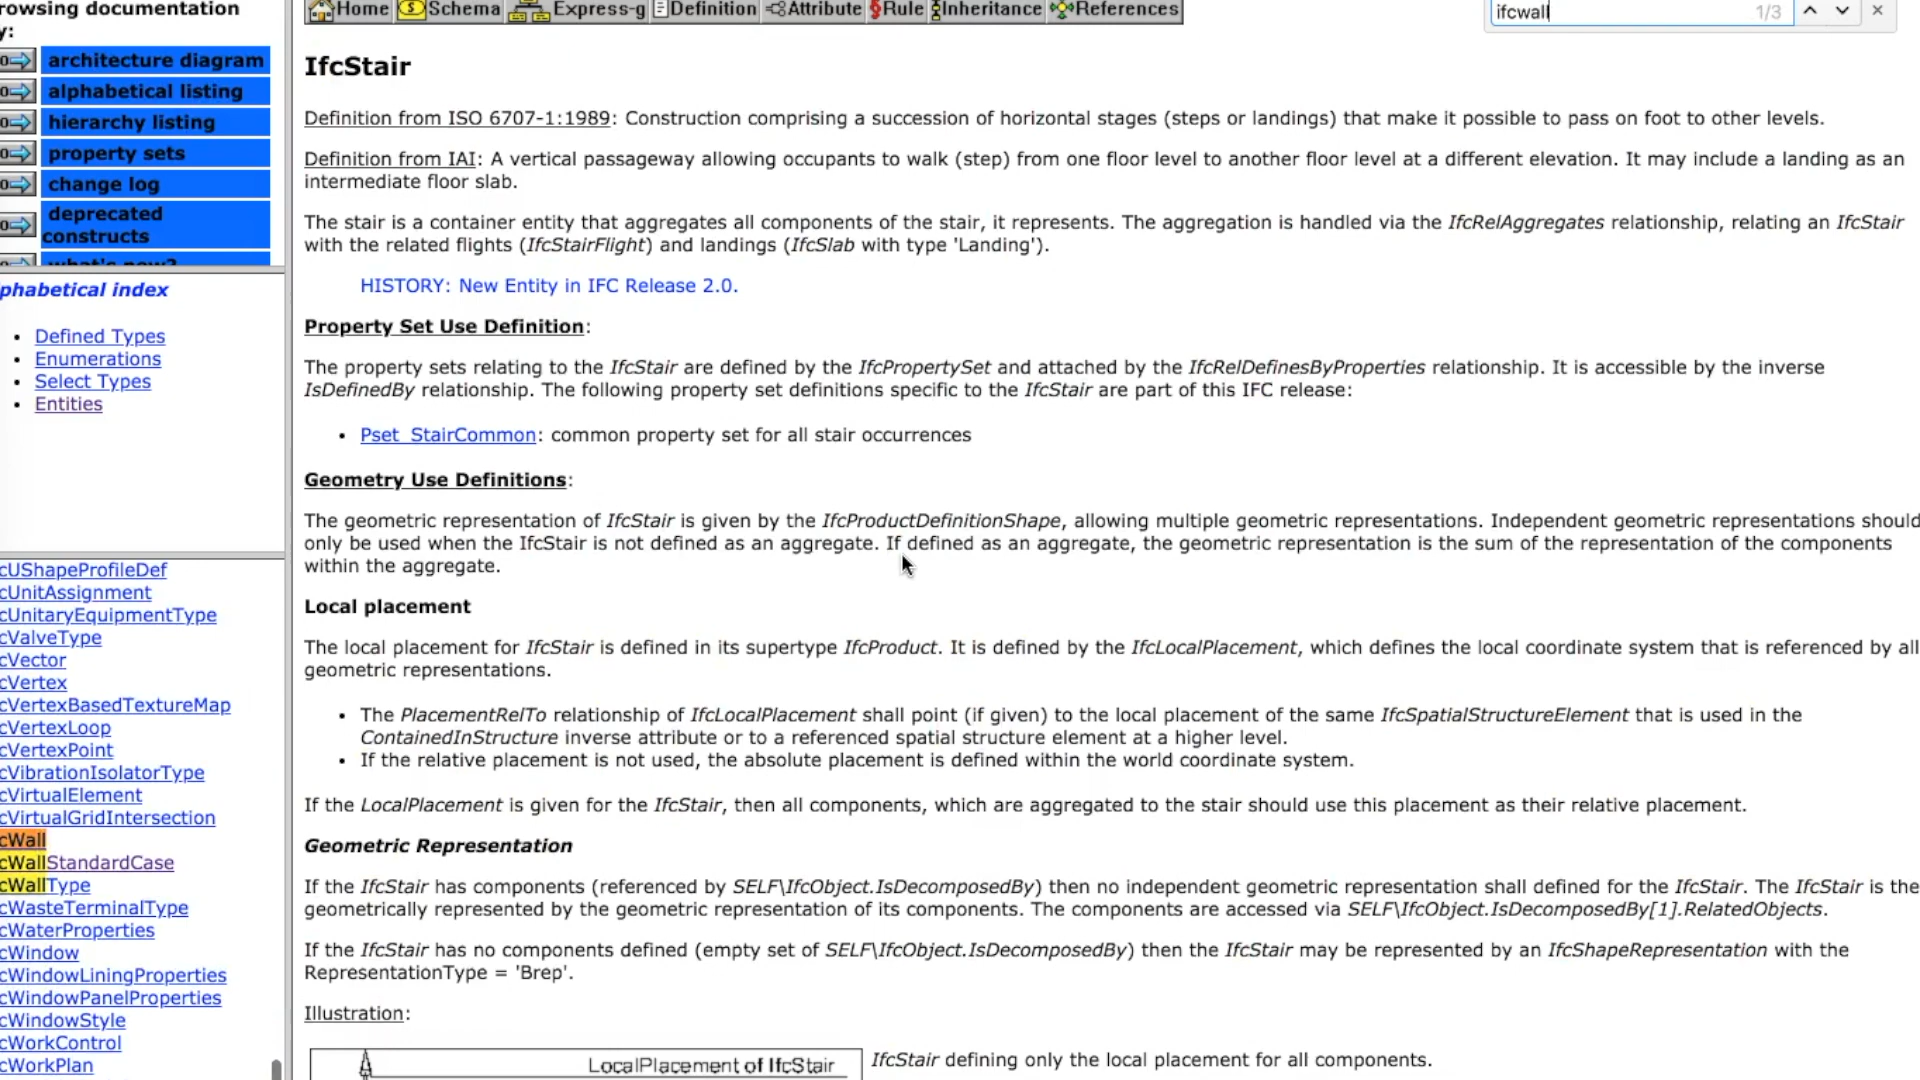 rowsing documentation
y:
architecture diagram
alphabetical listing
hierarchy listing
property sets
change log
deprecated
constructs
what's new?
phabetical index
• Defined Types
• Enumerations
• Select Types
• Entities
cUShapeProfileDef
cUnitAssignment
cUnitaryEquipmentType
cValveType
cVector
cVertex
cVertexBasedTextureMap
cVertexLoop
cVertexPoint
cVibrationIsolatorType
cVirtualElement
cVirtualGridIntersection
cWall
cWallStandardCase
cWallType
cWasteTerminalType
cWaterProperties
cWindow
cWindowLiningProperties
cWindowPanelProperties
cWindowStyle
cWorkControl
cWorkPlan
Home Schema Express-g Definition Attribute Rule Inheritance References
ifcwall 1/3
IfcStair
Definition from ISO 6707-1:1989: Construction comprising a succession of horizontal stages (steps or landings) that make it possible to pass on foot to other levels.
Definition from IAI: A vertical passageway allowing occupants to walk (step) from one floor level to another floor level at a different elevation. It may include a landing as an
intermediate floor slab.
The stair is a container entity that aggregates all components of the stair, it represents. The aggregation is handled via the IfcRelAggregates relationship, relating an IfcStair
with the related flights (IfcStairFlight) and landings (IfcSlab with type 'Landing').
HISTORY: New Entity in IFC Release 2.0.
Property Set Use Definition:
The property sets relating to the IfcStair are defined by the IfcPropertySet and attached by the IfcRelDefinesByProperties relationship. It is accessible by the inverse
IsDefinedBy relationship. The following property set definitions specific to the IfcStair are part of this IFC release:
• Pset_StairCommon: common property set for all stair occurrences
Geometry Use Definitions:
The geometric representation of IfcStair is given by the IfcProductDefinitionShape, allowing multiple geometric representations. Independent geometric representations should
only be used when the IfcStair is not defined as an aggregate. If defined as an aggregate, the geometric representation is the sum of the representation of the components
within the aggregate.
Local placement
The local placement for IfcStair is defined in its supertype IfcProduct. It is defined by the IfcLocalPlacement, which defines the local coordinate system that is referenced by all
geometric representations.
• The PlacementRelTo relationship of IfcLocalPlacement shall point (if given) to the local placement of the same IfcSpatialStructureElement that is used in the
ContainedInStructure inverse attribute or to a referenced spatial structure element at a higher level.
• If the relative placement is not used, the absolute placement is defined within the world coordinate system.
If the LocalPlacement is given for the IfcStair, then all components, which are aggregated to the stair should use this placement as their relative placement.
Geometric Representation
If the IfcStair has components (referenced by SELF\IfcObject.IsDecomposedBy) then no independent geometric representation shall defined for the IfcStair. The IfcStair is the
geometrically represented by the geometric representation of its components. The components are accessed via SELF\IfcObject.IsDecomposedBy[1].RelatedObjects.
If the IfcStair has no components defined (empty set of SELF\IfcObject.IsDecomposedBy) then the IfcStair may be represented by an IfcShapeRepresentation with the
RepresentationType = 'Brep'.
Illustration:
LocalPlacement of IfcStair
IfcStair defining only the local placement for all components.